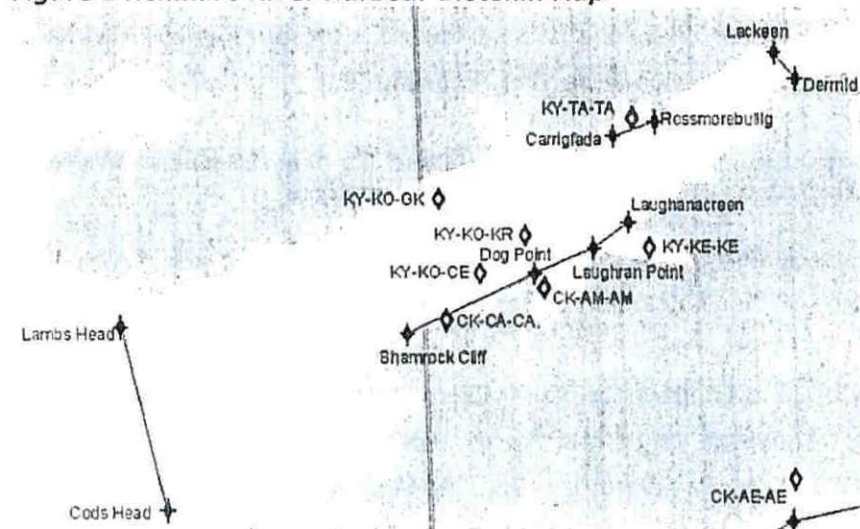 Lackeen
Dermid
KY-TA-TA
Rossmorebullig
Carrigfada
KY-KO-GK
Laughanacreen
KY-KO-KR
Dog Point
KY-KE-KE
KY-KO-CE
Laughran Point
CK-AM-AM
CK-CA-CA.
Lambs Head
Shamrock Cliff
CK-AE-AE
Cods Head